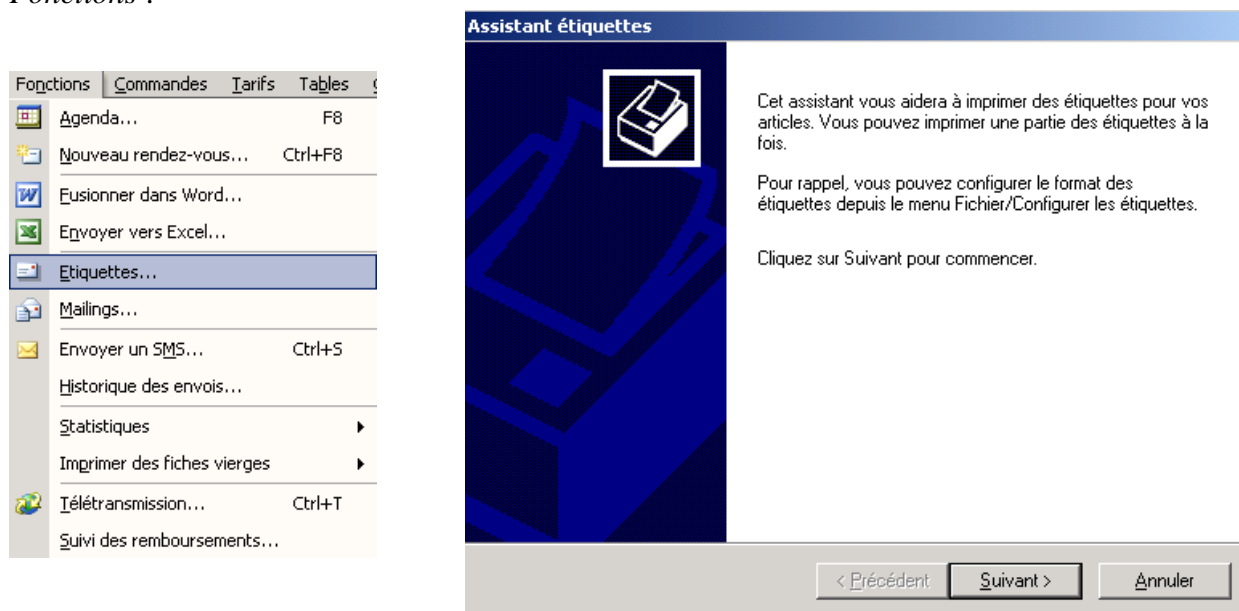 Fonctions :
Fonctions Commandes Tarifs Tables
Agenda... F8
Nouveau rendez-vous... Ctrl+F8
Fusionner dans Word...
Envoyer vers Excel...
Etiquettes...
Mailings...
Envoyer un SMS... Ctrl+S
Historique des envois...
Statistiques
Imprimer des fiches vierges
Télétransmission... Ctrl+T
Suivi des remboursements...
Assistant étiquettes
Cet assistant vous aidera à imprimer des étiquettes pour vos
articles. Vous pouvez imprimer une partie des étiquettes à la
fois.
Pour rappel, vous pouvez configurer le format des
étiquettes depuis le menu Fichier/Configurer les étiquettes.
Cliquez sur Suivant pour commencer.
< Précédent Suivant > Annuler